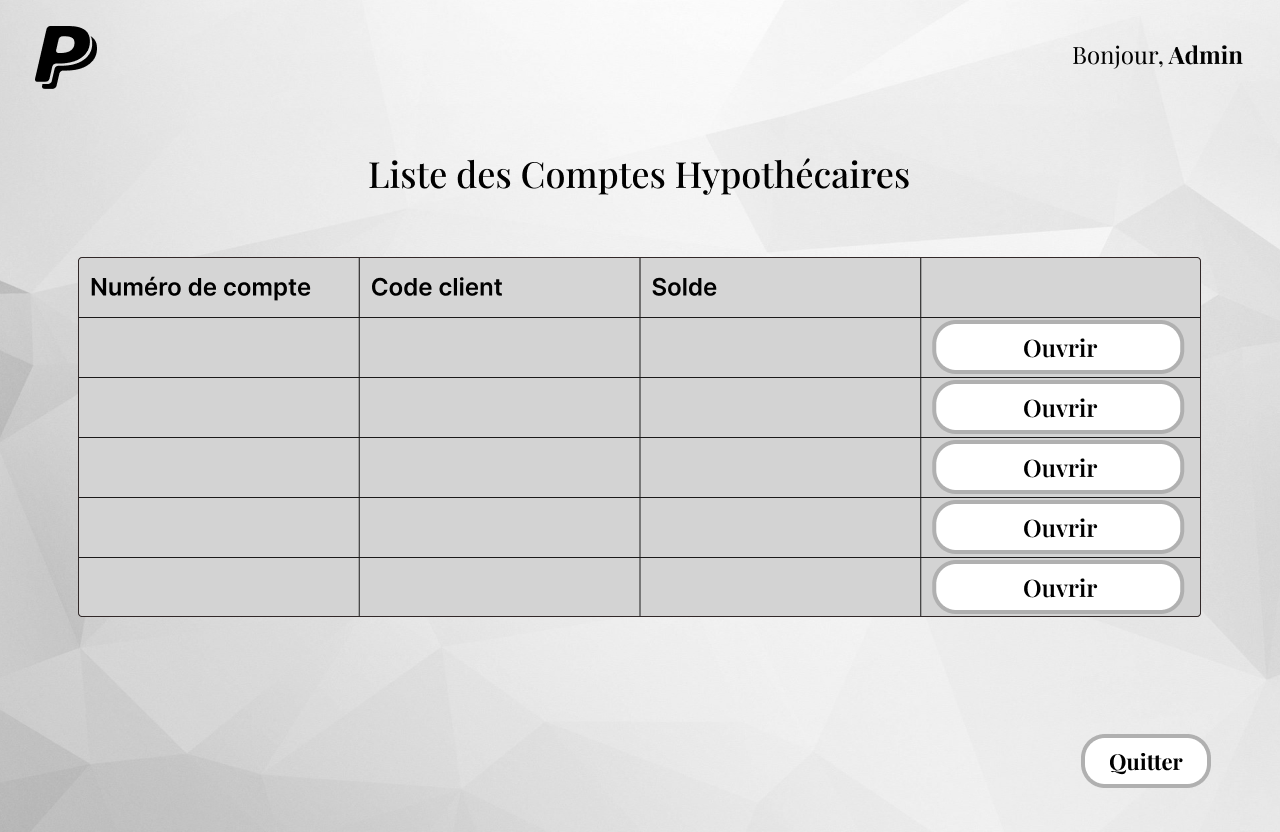 Bonjour, Admin
Liste des Comptes Hypothécaires
Numéro de compte Code client Solde
Ouvrir
Ouvrir
Ouvrir
Ouvrir
Ouvrir
Quitter